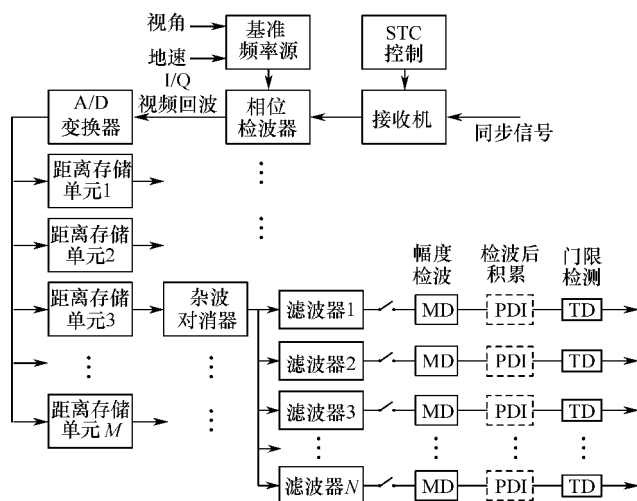 视角
地速
基准
频率源
STC
控制
I/Q
视频回波
A/D
变换器
相位
检波器
接收机
同步信号
⋮
⋮
距离存储
单元1
距离存储
单元2
距离存储
单元3
⋮
距离存储
单元M
杂波
对消器
⋮
⋮
幅度
检波
检波后
积累
门限
检测
滤波器1
MD
PDI
TD
滤波器2
MD
PDI
TD
滤波器3
MD
PDI
TD
⋮
⋮
⋮
⋮
滤波器N
MD
PDI
TD